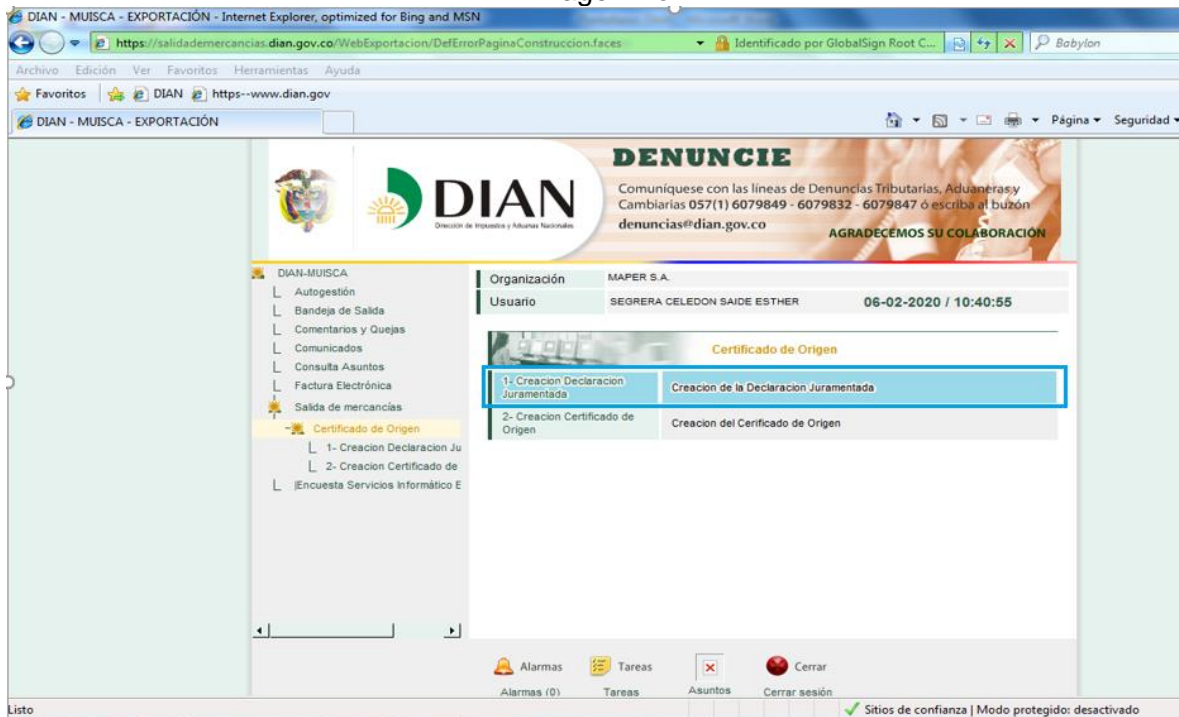 DIAN - MUISCA - EXPORTACIÓN - Internet Explorer, optimized for Bing and MSN
https://salidademercancias.dian.gov.co/WebExportacion/DefErrorPaginaConstruccion.faces
Identificado por GlobalSign Root C...
Babylon
Archivo Edición Ver Favoritos Herramientas Ayuda
Favoritos DIAN https--www.dian.gov
DIAN - MUISCA - EXPORTACIÓN
Página Seguridad
DIAN
Dirección de Impuestos y Aduanas Nacionales
DENUNCIE
Comuníquese con las líneas de Denuncias Tributarias, Aduaneras y
Cambiarias 057(1) 6079849 - 6079832 - 6079847 ó escriba al buzón
denuncias@dian.gov.co
AGRADECEMOS SU COLABORACIÓN
DIAN-MUISCA
Autogestión
Bandeja de Salida
Comentarios y Quejas
Comunicados
Consulta Asuntos
Factura Electrónica
Salida de mercancías
Certificado de Origen
1- Creacion Declaracion Ju
2- Creacion Certificado de
|Encuesta Servicios Informático E
Organización MAPER S.A.
Usuario SEGRERA CELEDON SAIDE ESTHER 06-02-2020 / 10:40:55
Certificado de Origen
1- Creacion Declaracion
Juramentada
Creacion de la Declaracion Juramentada
2- Creacion Certificado de
Origen
Creacion del Cerificado de Origen
Alarmas Tareas Cerrar
Alarmas (0) Tareas Asuntos Cerrar sesión
Listo
Sitios de confianza | Modo protegido: desactivado